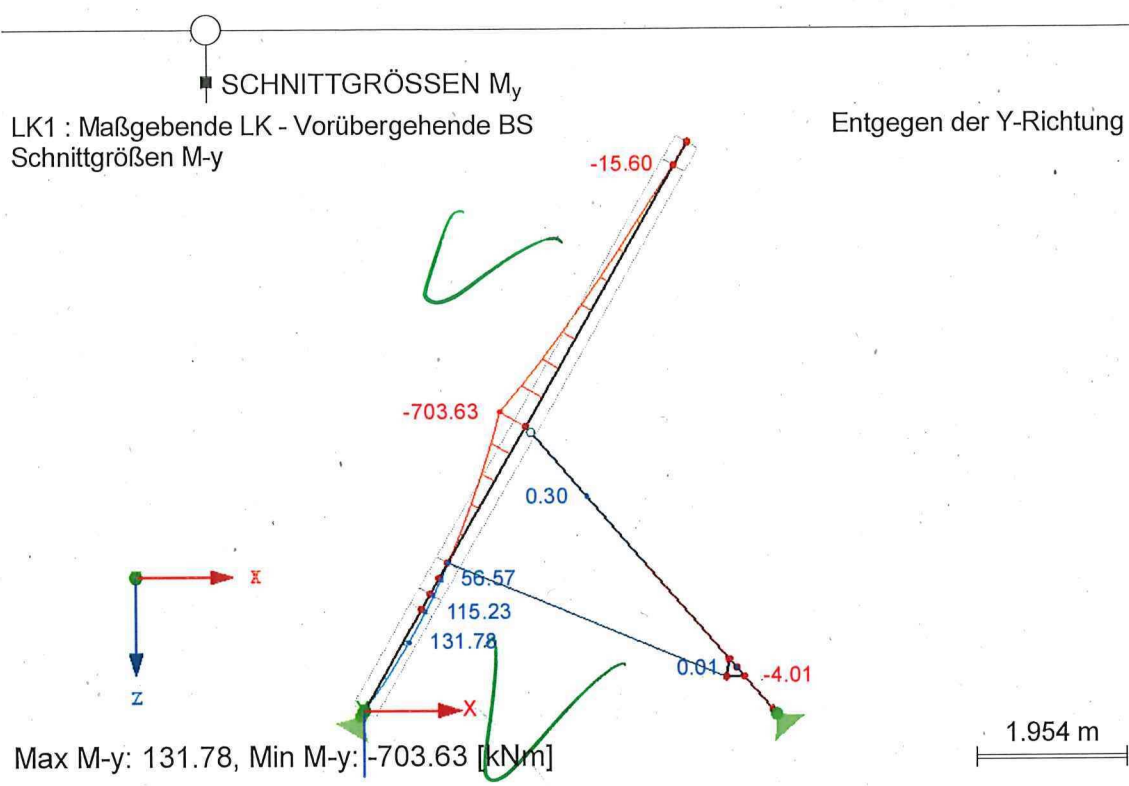 SCHNITTGRÖSSEN My
LK1 : Maßgebende LK - Vorübergehende BS
Entgegen der Y-Richtung
Schnittgrößen M-y
-15.60
-703.63
0.30
X
56.57
115.23
131.78
0.01
-4.01
Z
X
1.954 m
Max M-y: 131.78, Min M-y: -703.63 [kNm]